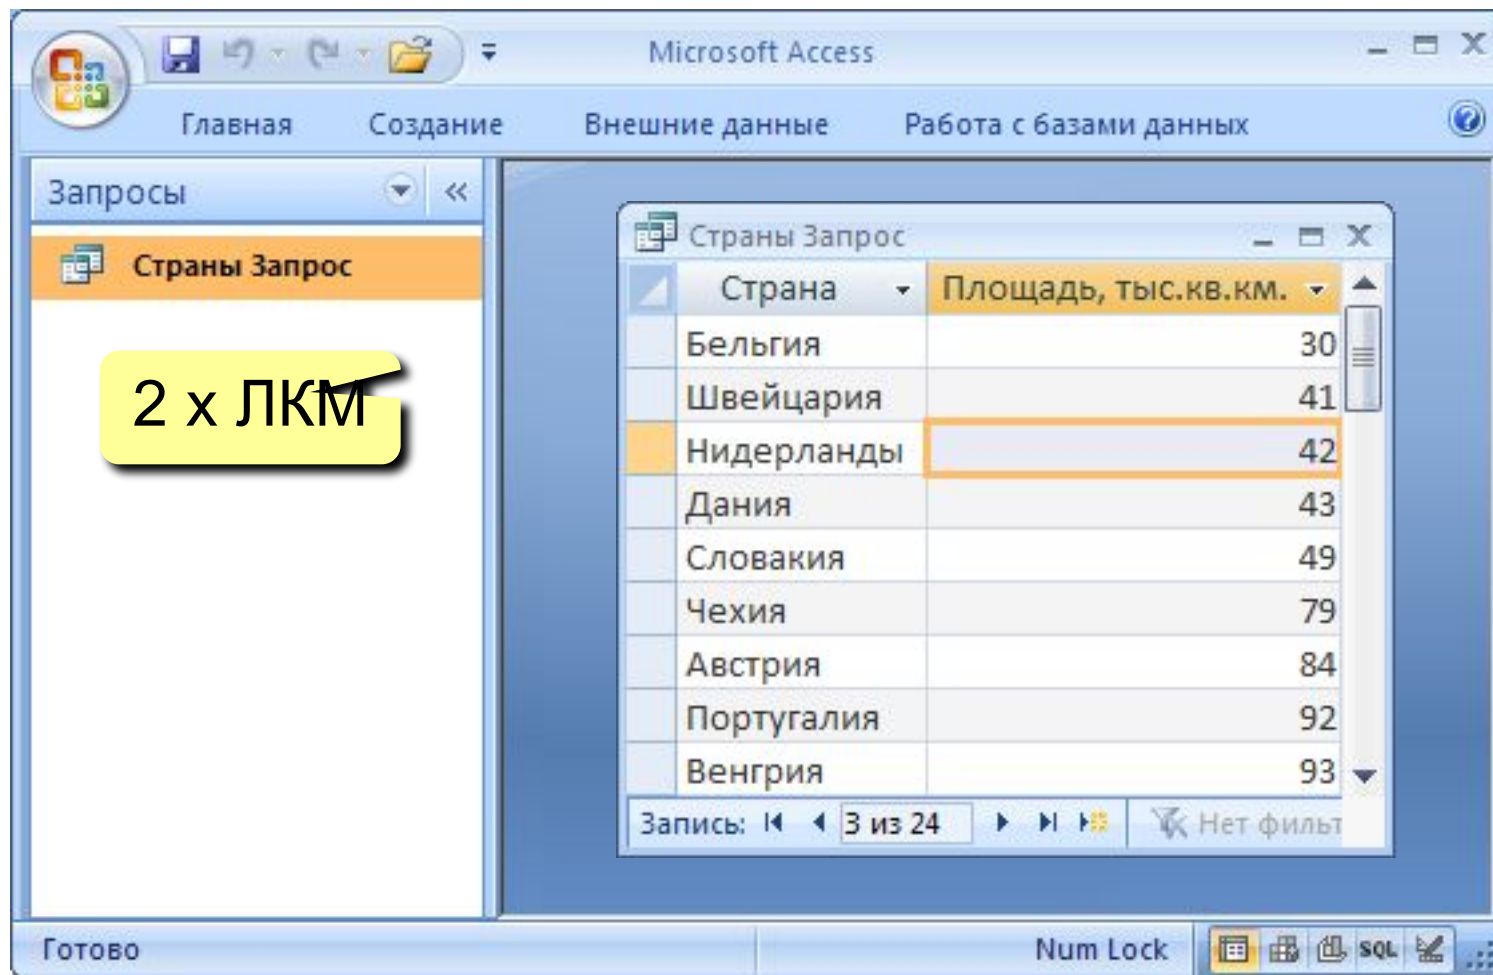 Microsoft Access
Главная Создание Внешние данные Работа с базами данных
Запросы
Страны Запрос
2 х ЛКМ
Страны Запрос
Страна Площадь, тыс.кв.км.
Бельгия 30
Швейцария 41
Нидерланды 42
Дания 43
Словакия 49
Чехия 79
Австрия 84
Португалия 92
Венгрия 93
Запись: 3 из 24 Нет фильт
Готово Num Lock SQL